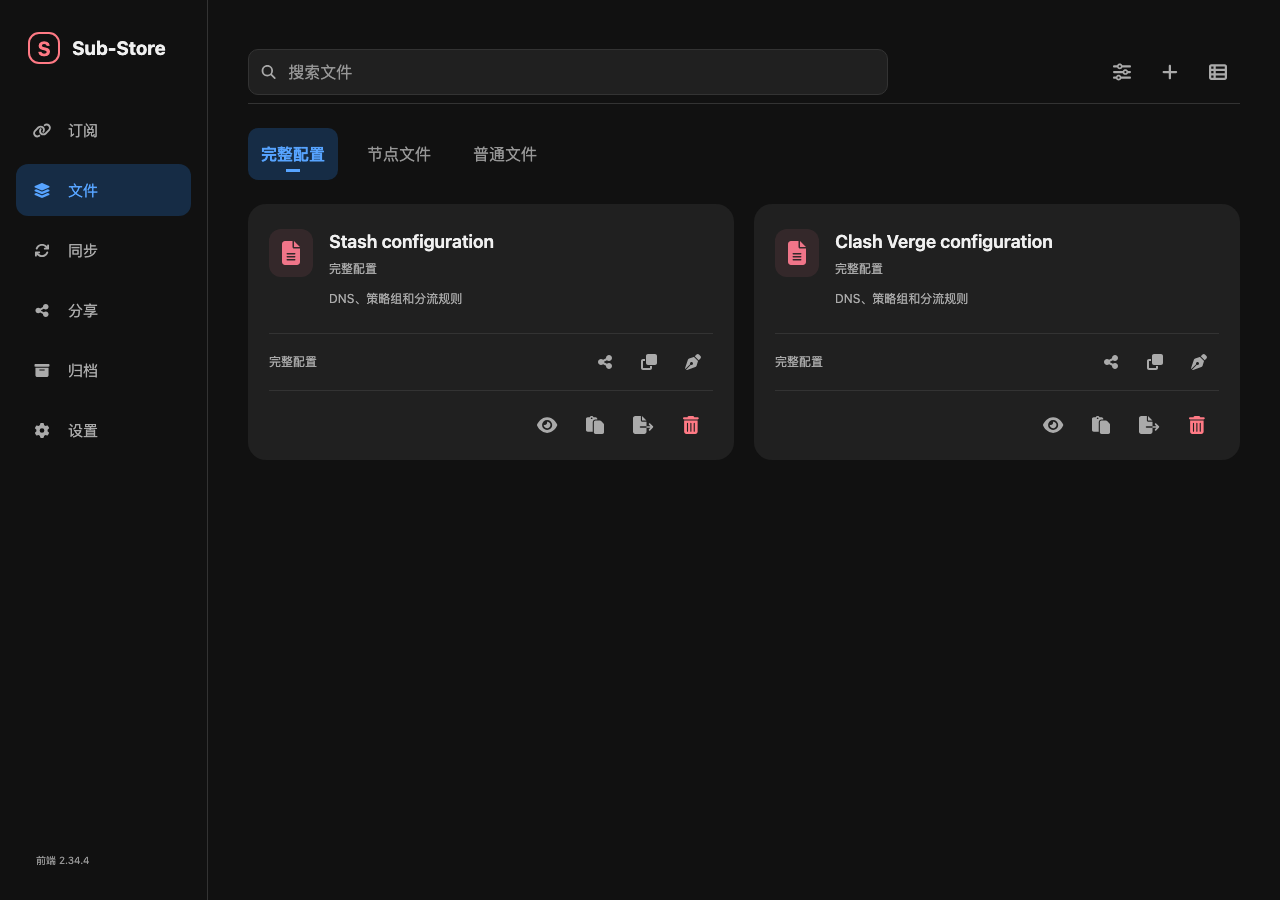 S Sub-Store
订阅
文件
同步
分享
归档
设置
前端 2.34.4
搜索文件
完整配置 节点文件 普通文件
Stash configuration
完整配置
DNS、策略组和分流规则
完整配置
Clash Verge configuration
完整配置
DNS、策略组和分流规则
完整配置